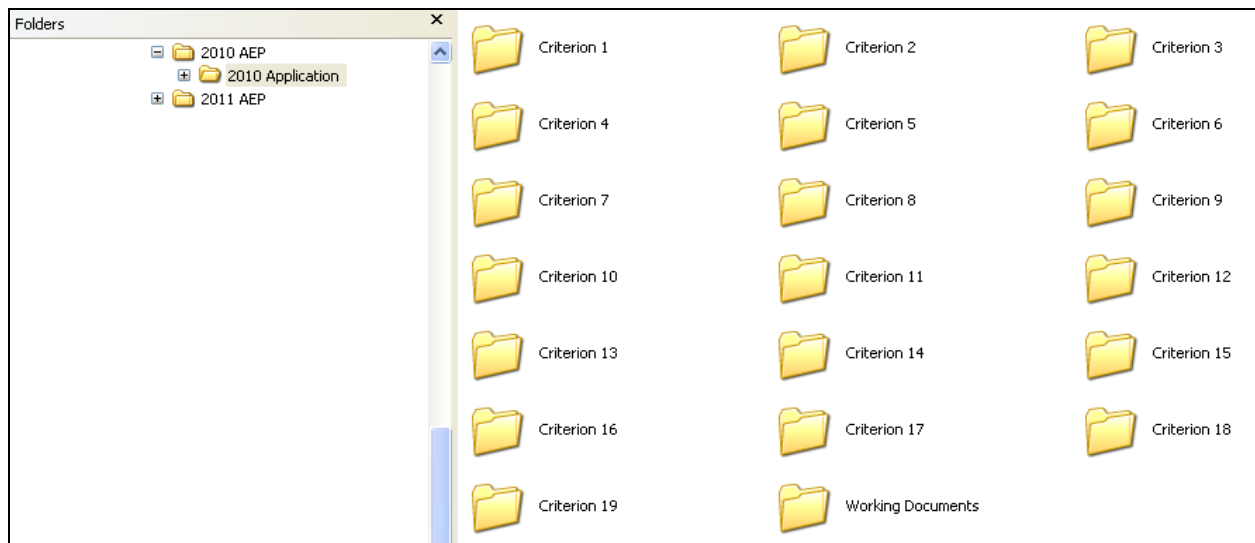 Folders
2010 AEP
2010 Application
2011 AEP
Criterion 1
Criterion 2
Criterion 3
Criterion 4
Criterion 5
Criterion 6
Criterion 7
Criterion 8
Criterion 9
Criterion 10
Criterion 11
Criterion 12
Criterion 13
Criterion 14
Criterion 15
Criterion 16
Criterion 17
Criterion 18
Criterion 19
Working Documents